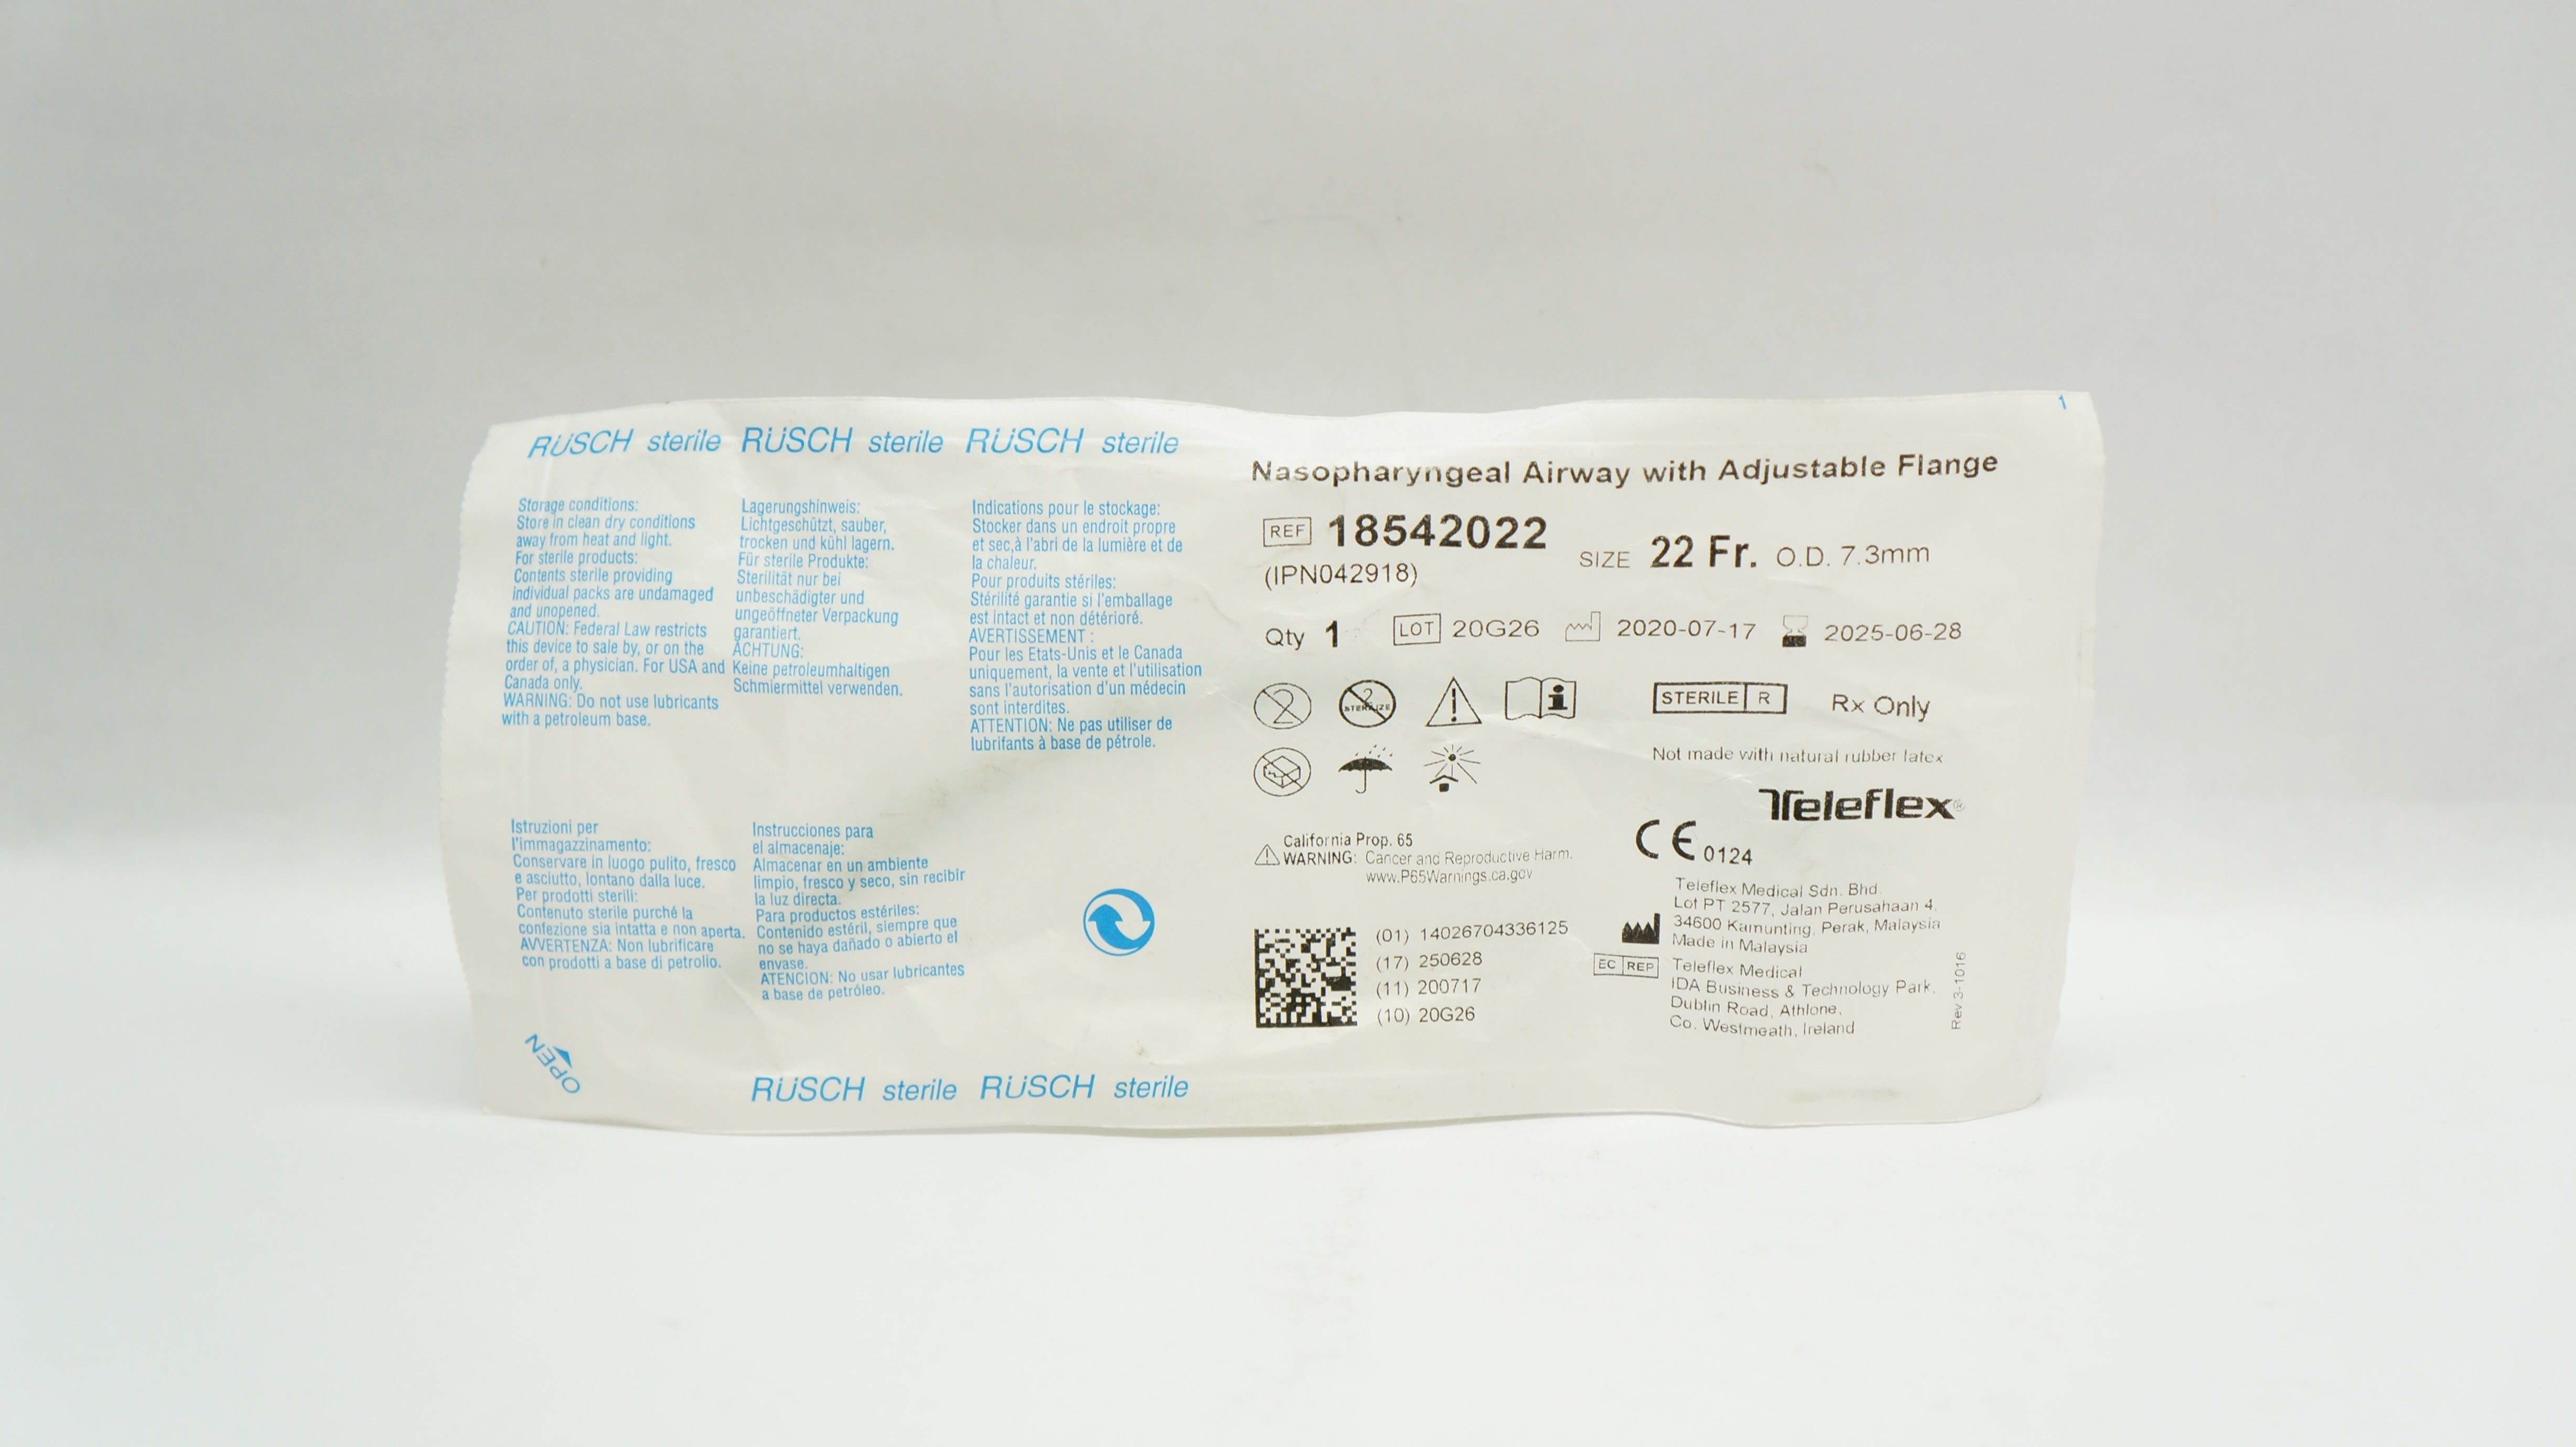 1
RÜSCH sterile RÜSCH sterile RÜSCH sterile
Storage conditions:
Store in clean dry conditions
away from heat and light.
For sterile products:
Contents sterile providing
individual packs are undamaged
and unopened.
CAUTION: Federal Law restricts
this device to sale by, or on the
order of, a physician. For USA and
Canada only.
WARNING: Do not use lubricants
with a petroleum base.
Lagerungshinweis:
Lichtgeschützt, sauber,
trocken und kühl lagern.
Für sterile Produkte:
Sterilität nur bei
unbeschädigter und
ungeöffneter Verpackung
garantiert.
ACHTUNG:
Keine petroleumhaltigen
Schmiermittel verwenden.
Indications pour le stockage:
Stocker dans un endroit propre
et sec,à l'abri de la lumière et de
la chaleur.
Pour produits stériles:
Stérilité garantie si l'emballage
est intact et non détérioré.
AVERTISSEMENT :
Pour les Etats-Unis et le Canada
uniquement, la vente et l'utilisation
sans l'autorisation d'un médecin
sont interdites.
ATTENTION: Ne pas utiliser de
lubrifants à base de pétrole.
Istruzioni per
l'immagazzinamento:
Conservare in luogo pulito, fresco
e asciutto, lontano dalla luce.
Per prodotti sterili:
Contenuto sterile purché la
confezione sia intatta e non aperta.
AVVERTENZA: Non lubrificare
con prodotti a base di petrolio.
Instrucciones para
el almacenaje:
Almacenar en un ambiente
limpio, fresco y seco, sin recibir
la luz directa.
Para productos estériles:
Contenido estéril, siempre que
no se haya dañado o abierto el
envase.
ATENCION: No usar lubricantes
a base de petróleo.
OPEN
RÜSCH sterile RÜSCH sterile
Nasopharyngeal Airway with Adjustable Flange
REF 18542022 SIZE 22 Fr. O.D. 7.3mm
(IPN042918)
Qty 1 LOT 20G26 2020-07-17 2025-06-28
2 2 STERILIZE STERILE R Rx Only
Not made with natural rubber latex
Teleflex®
California Prop. 65
WARNING: Cancer and Reproductive Harm.
www.P65Warnings.ca.gov
CE 0124
(01) 14026704336125
(17) 250628
(11) 200717
(10) 20G26
Teleflex Medical Sdn. Bhd.
Lot PT 2577, Jalan Perusahaan 4,
34600 Kamunting, Perak, Malaysia
Made in Malaysia
EC REP Teleflex Medical
IDA Business & Technology Park,
Dublin Road, Athlone,
Co. Westmeath, Ireland
Rev 3-1016